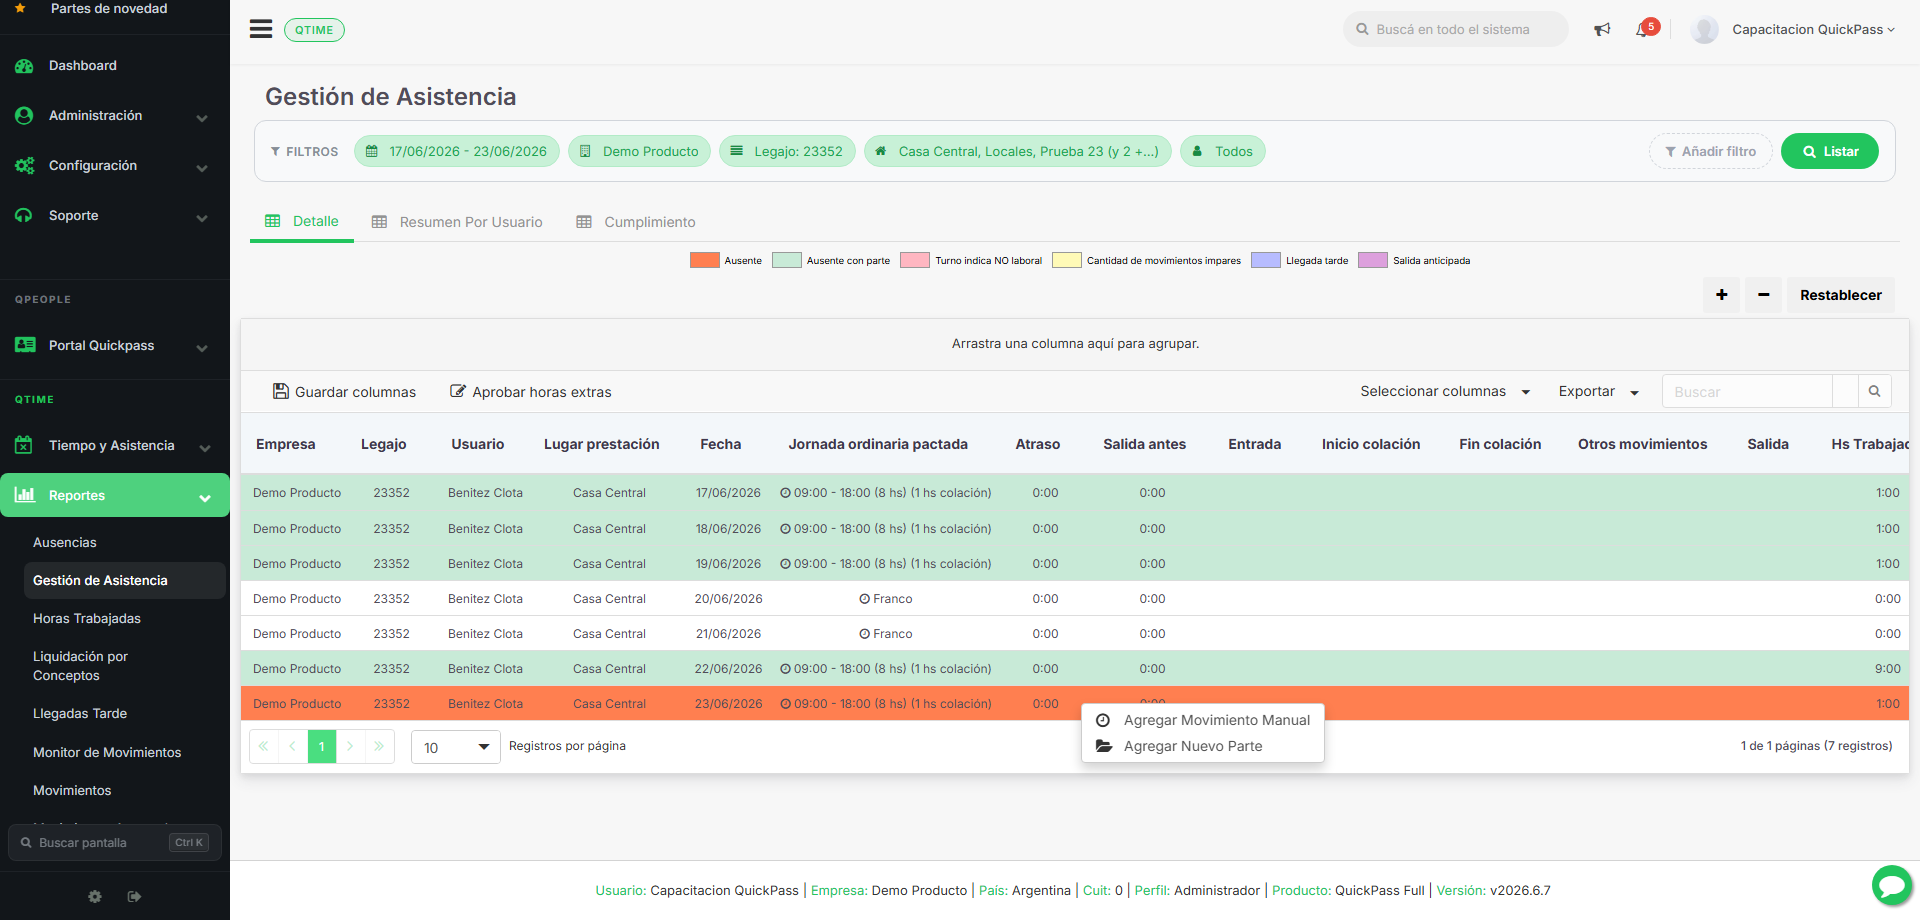 Partes de novedad
Dashboard
Administración
Configuración
Soporte
QPEOPLE
Portal Quickpass
QTIME
Tiempo y Asistencia
Reportes
Ausencias
Gestión de Asistencia
Horas Trabajadas
Liquidación por
Conceptos
Llegadas Tarde
Monitor de Movimientos
Movimientos
Buscar pantalla Ctrl K
QTIME
Buscá en todo el sistema
5
Capacitacion QuickPass
Gestión de Asistencia
FILTROS 17/06/2026 - 23/06/2026 Demo Producto Legajo: 23352 Casa Central, Locales, Prueba 23 (y 2 +...) Todos Añadir filtro Listar
Detalle Resumen Por Usuario Cumplimiento
Ausente Ausente con parte Turno indica NO laboral Cantidad de movimientos impares Llegada tarde Salida anticipada
+ - Restablecer
Arrastra una columna aquí para agrupar.
Guardar columnas Aprobar horas extras Seleccionar columnas Exportar Buscar
Empresa Legajo Usuario Lugar prestación Fecha Jornada ordinaria pactada Atraso Salida antes Entrada Inicio colación Fin colación Otros movimientos Salida Hs Trabajad
Demo Producto 23352 Benitez Clota Casa Central 17/06/2026 09:00 - 18:00 (8 hs) (1 hs colación) 0:00 0:00 1:00
Demo Producto 23352 Benitez Clota Casa Central 18/06/2026 09:00 - 18:00 (8 hs) (1 hs colación) 0:00 0:00 1:00
Demo Producto 23352 Benitez Clota Casa Central 19/06/2026 09:00 - 18:00 (8 hs) (1 hs colación) 0:00 0:00 1:00
Demo Producto 23352 Benitez Clota Casa Central 20/06/2026 Franco 0:00 0:00 0:00
Demo Producto 23352 Benitez Clota Casa Central 21/06/2026 Franco 0:00 0:00 0:00
Demo Producto 23352 Benitez Clota Casa Central 22/06/2026 09:00 - 18:00 (8 hs) (1 hs colación) 0:00 0:00 9:00
Demo Producto 23352 Benitez Clota Casa Central 23/06/2026 09:00 - 18:00 (8 hs) (1 hs colación) 0:00 0:00 1:00
Agregar Movimiento Manual
Agregar Nuevo Parte
« ‹ 1 › » 10 Registros por página 1 de 1 páginas (7 registros)
Usuario: Capacitacion QuickPass | Empresa: Demo Producto | País: Argentina | Cuit: 0 | Perfil: Administrador | Producto: QuickPass Full | Versión: v2026.6.7